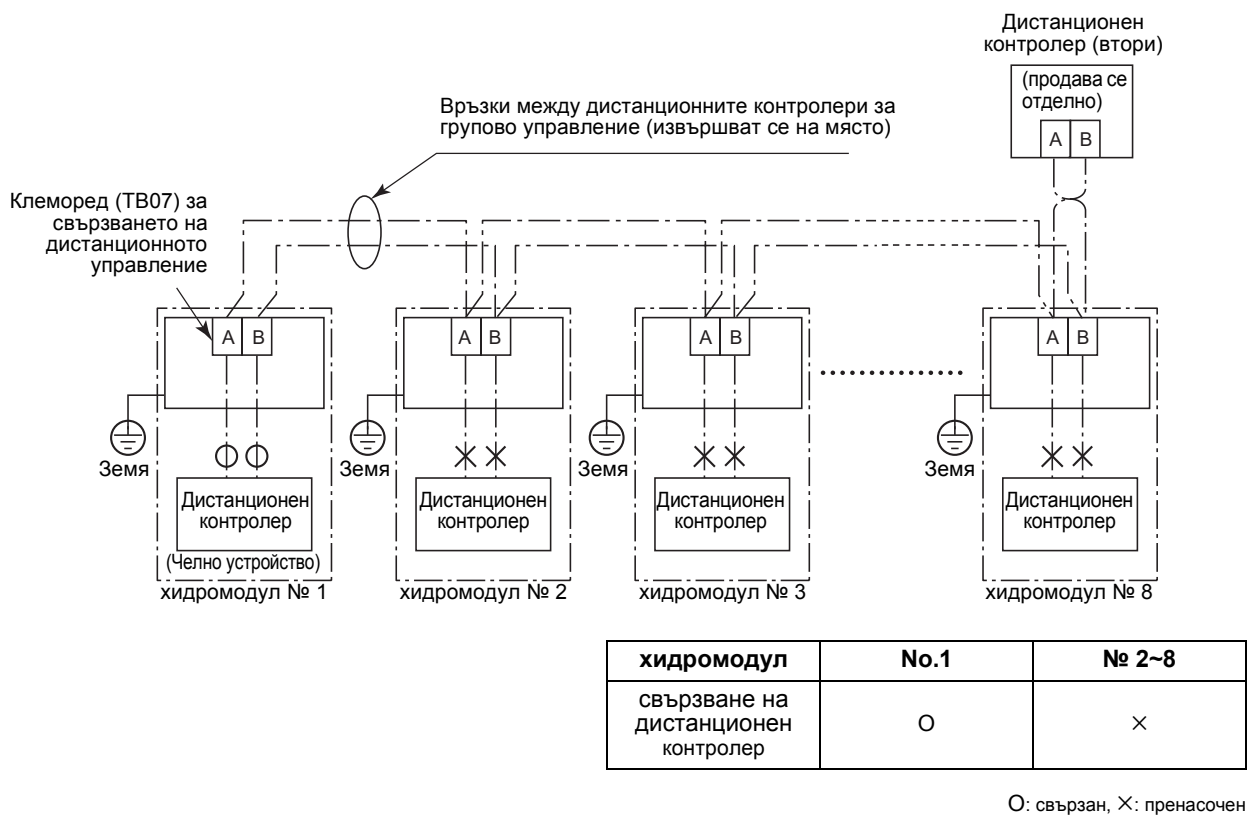 Дистанционен
контролер (втори)
(продава се
отделно)
A B
Връзки между дистанционните контролери за
групово управление (извършват се на място)
Клеморед (TB07) за
свързването на
дистанционното
управление
A B
A B
A B
A B
Земя
Земя
Земя
Земя
Дистанционен
контролер
Дистанционен
контролер
Дистанционен
контролер
Дистанционен
контролер
(Челно устройство)
хидромодул № 1
хидромодул № 2
хидромодул № 3
хидромодул № 8
хидромодул No.1 № 2~8
свързване на
дистанционен
контролер
O ×
O: свързан, ×: пренасочен